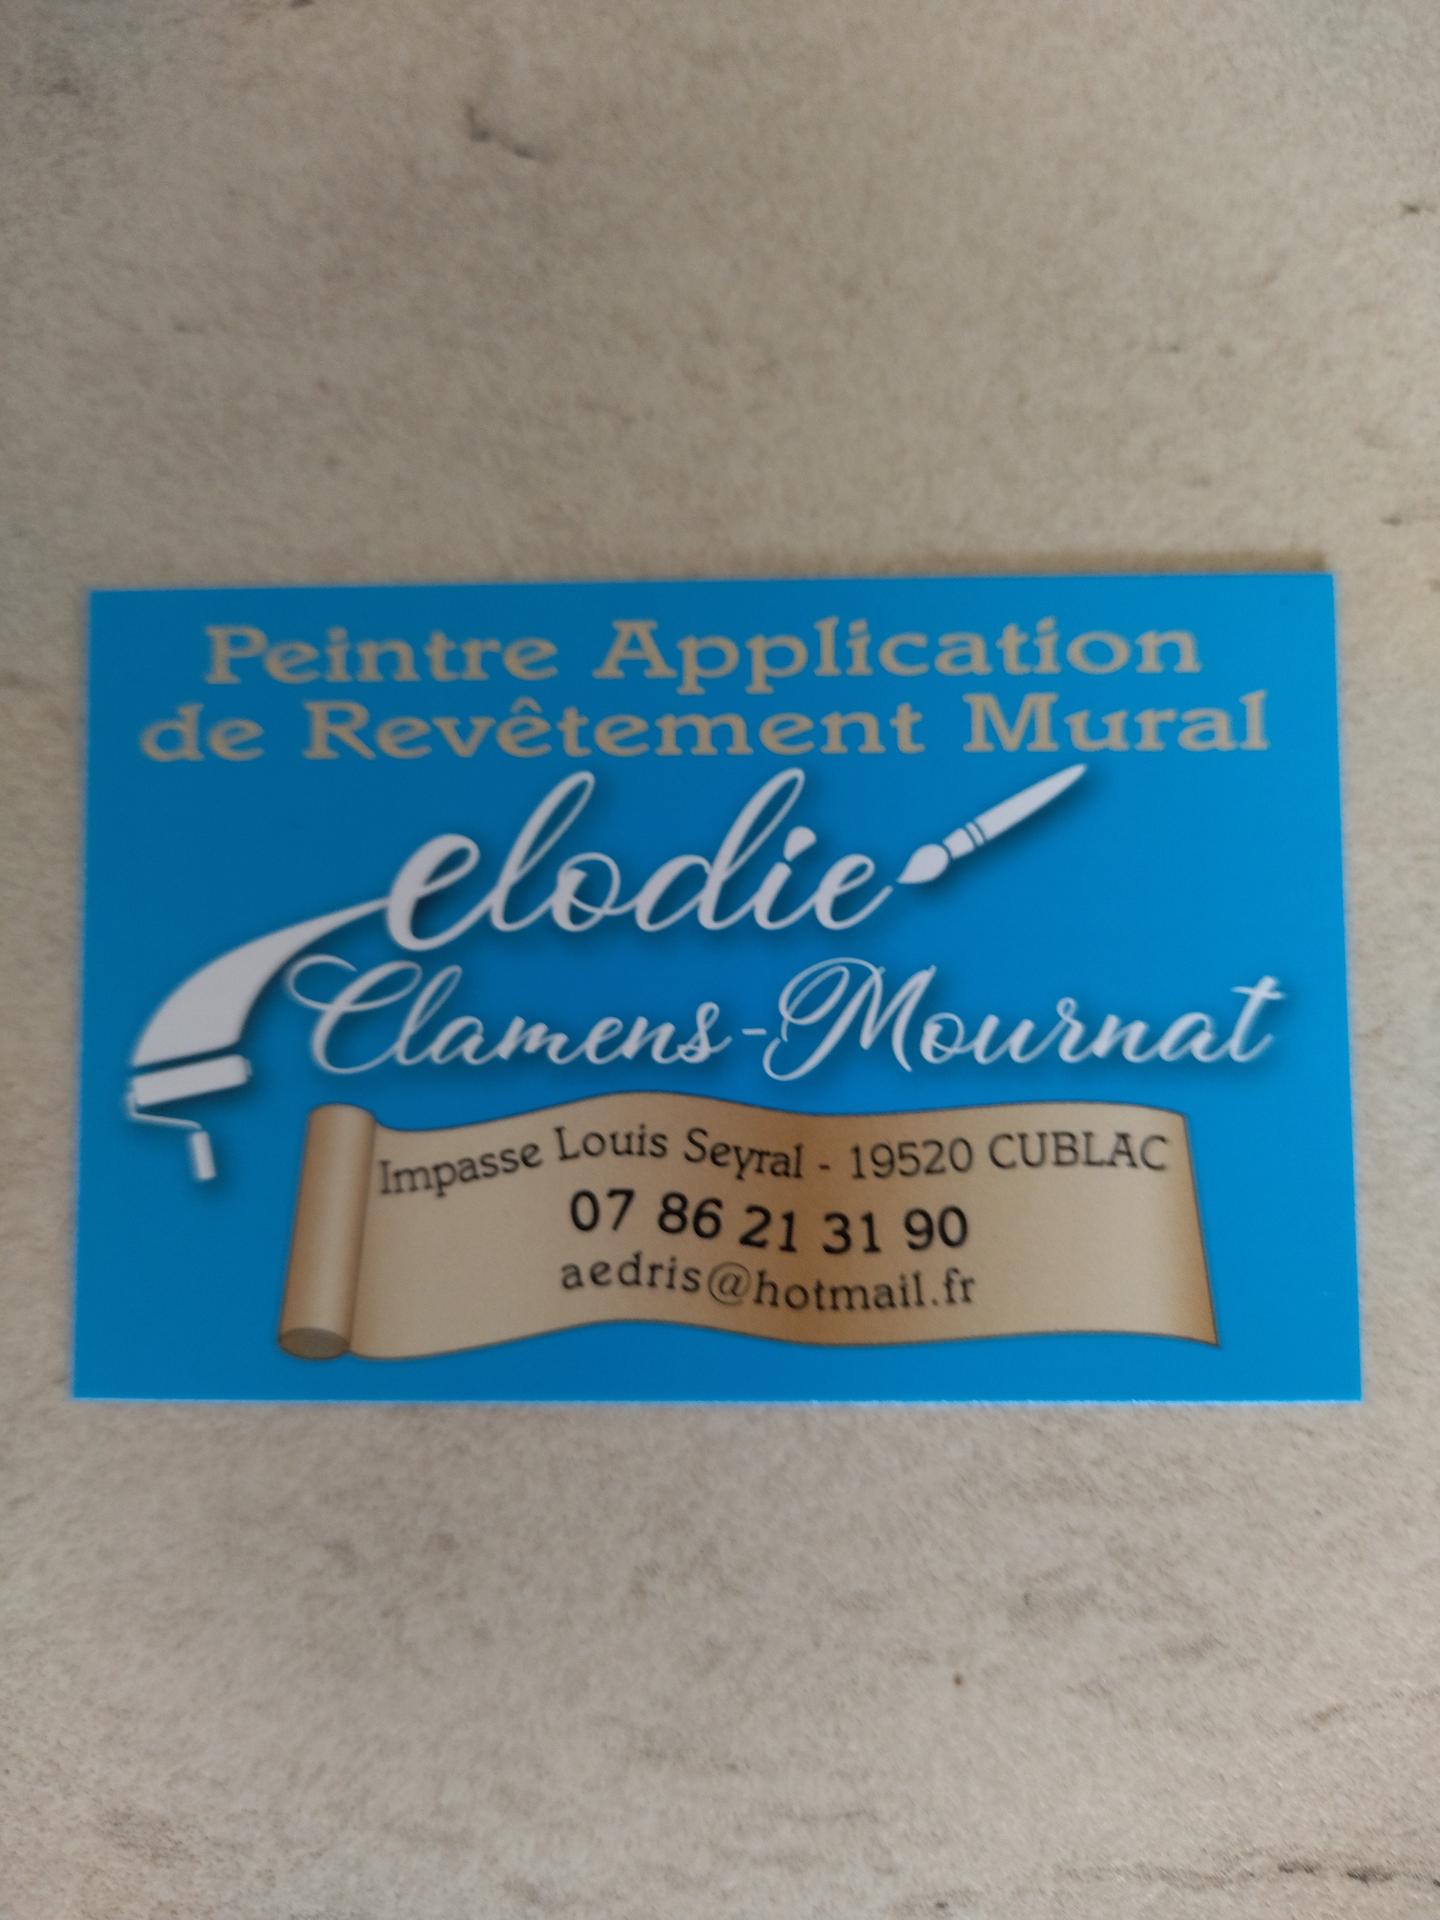 Peintre Application
de Revêtement Mural
elodie
Clamens-Mournat
Impasse Louis Seyral - 19520 CUBLAC
07 86 21 31 90
aedris@hotmail.fr